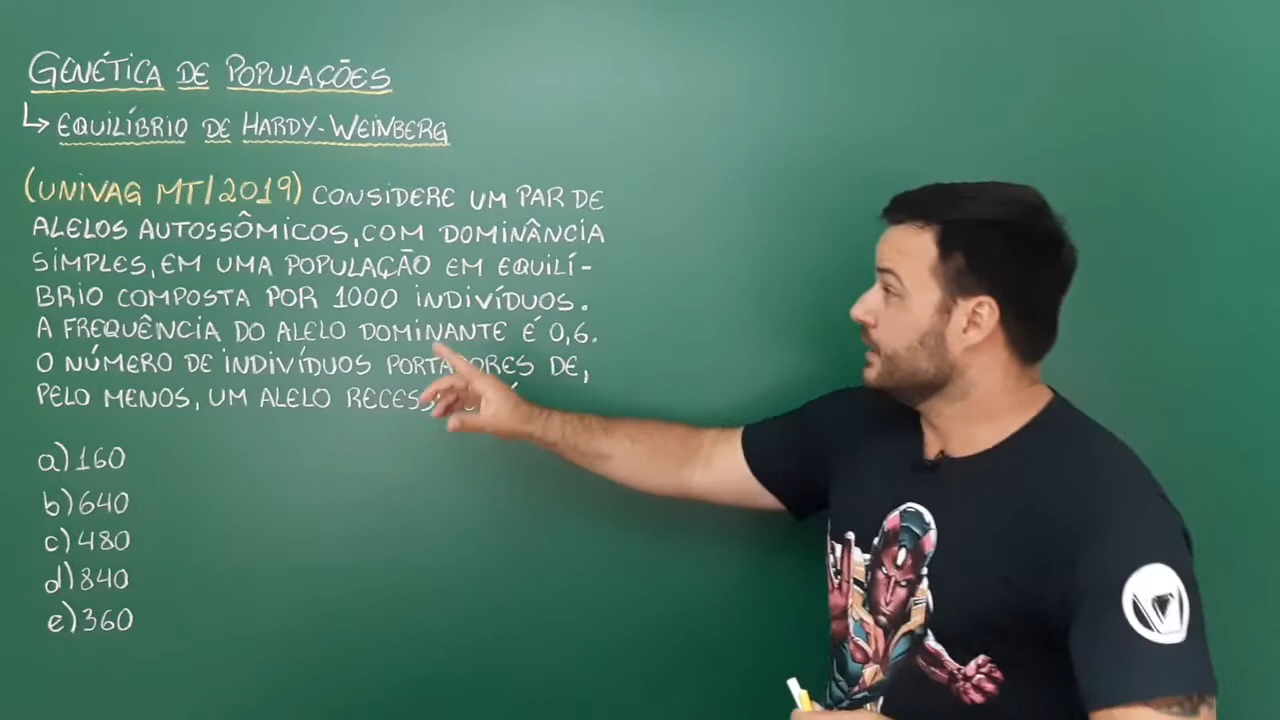 GENÉTICA DE POPULAÇÕES
↳ EQUILÍBRIO DE HARDY-WEINBERG
(UNIVAG MT/2019) CONSIDERE UM PAR DE
ALELOS AUTOSSÔMICOS, COM DOMINÂNCIA
SIMPLES, EM UMA POPULAÇÃO EM EQUILÍ-
BRIO COMPOSTA POR 1000 INDIVÍDUOS.
A FREQUÊNCIA DO ALELO DOMINANTE É 0,6.
O NÚMERO DE INDIVÍDUOS PORTADORES DE,
PELO MENOS, UM ALELO
a) 160
b) 640
c) 480
d) 840
e) 360